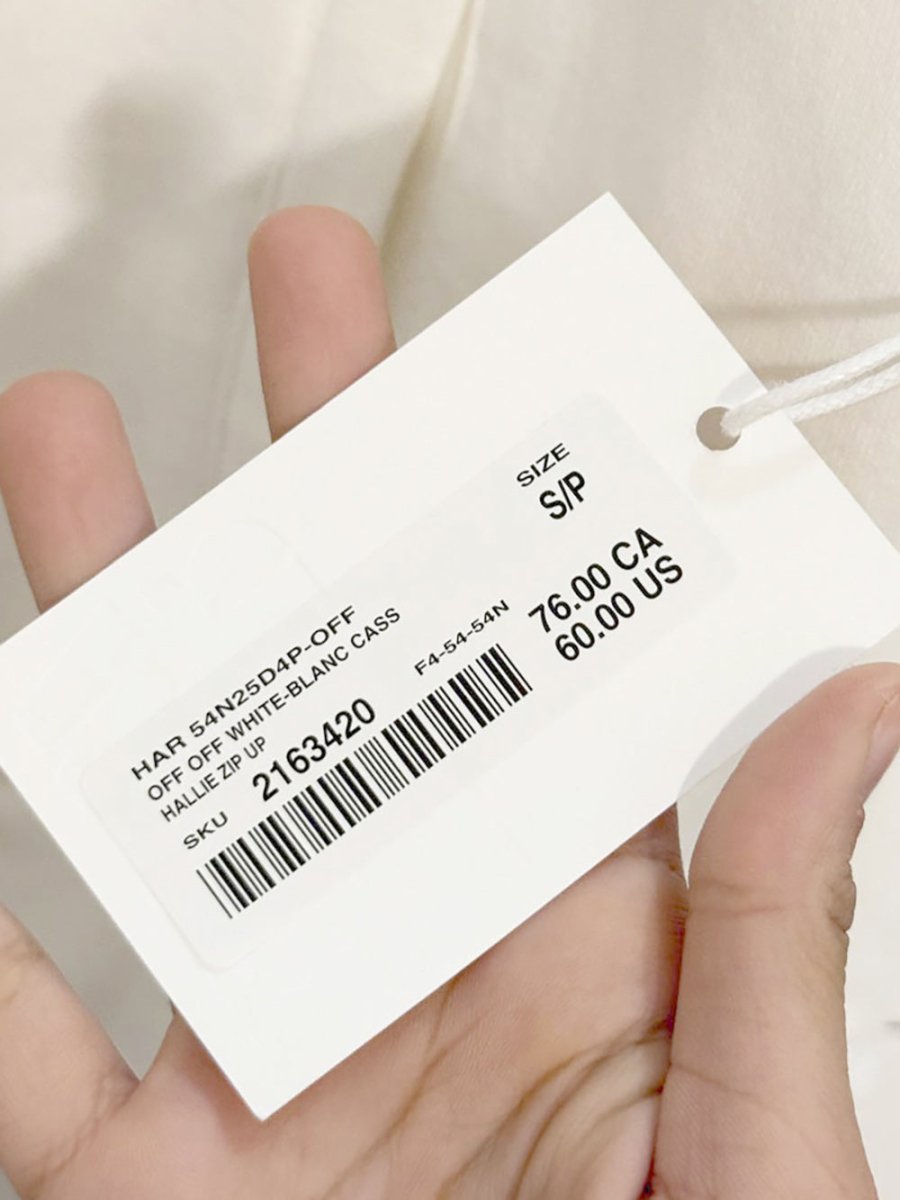 SIZE
S/P
76.00 CA
60.00 US
HAR 54N25D4P-OFF
OFF OFF WHITE-BLANC CASS
HALLIE ZIP UP
SKU 2163420 F4-54-54N